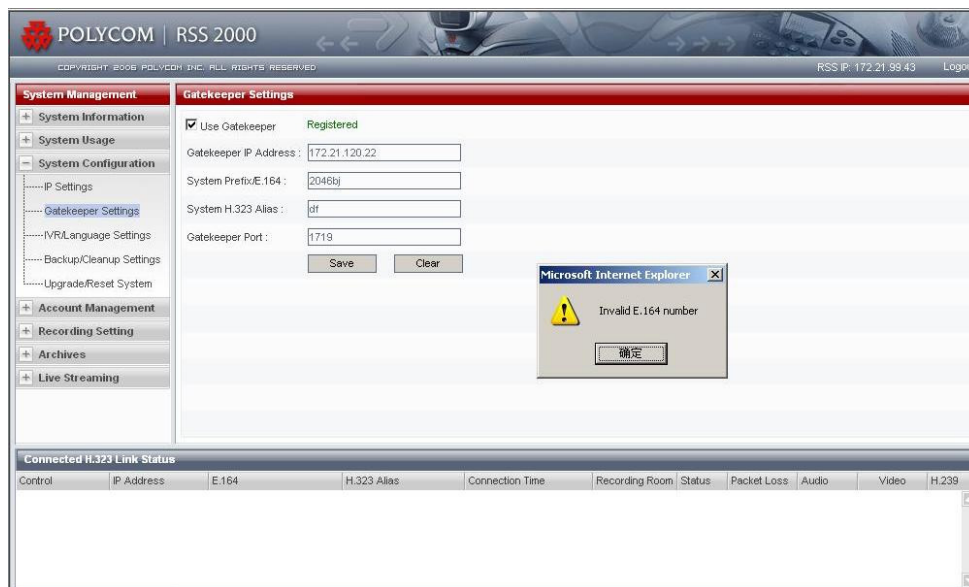 POLYCOM | RSS 2000
COPYRIGHT 2006 POLYCOM INC. ALL RIGHTS RESERVED
RSS IP: 172.21.99.43
Logou
System Management
System Information
System Usage
System Configuration
IP Settings
Gatekeeper Settings
IVR/Language Settings
Backup/Cleanup Settings
Upgrade/Reset System
Account Management
Recording Setting
Archives
Live Streaming
Gatekeeper Settings
Use Gatekeeper Registered
Gatekeeper IP Address : 172.21.120.22
System Prefix/E.164 : 2046bj
System H.323 Alias : df
Gatekeeper Port : 1719
Save Clear
Microsoft Internet Explorer
Invalid E.164 number
确定
Connected H.323 Link Status
Control IP Address E.164 H.323 Alias Connection Time Recording Room Status Packet Loss Audio Video H.239